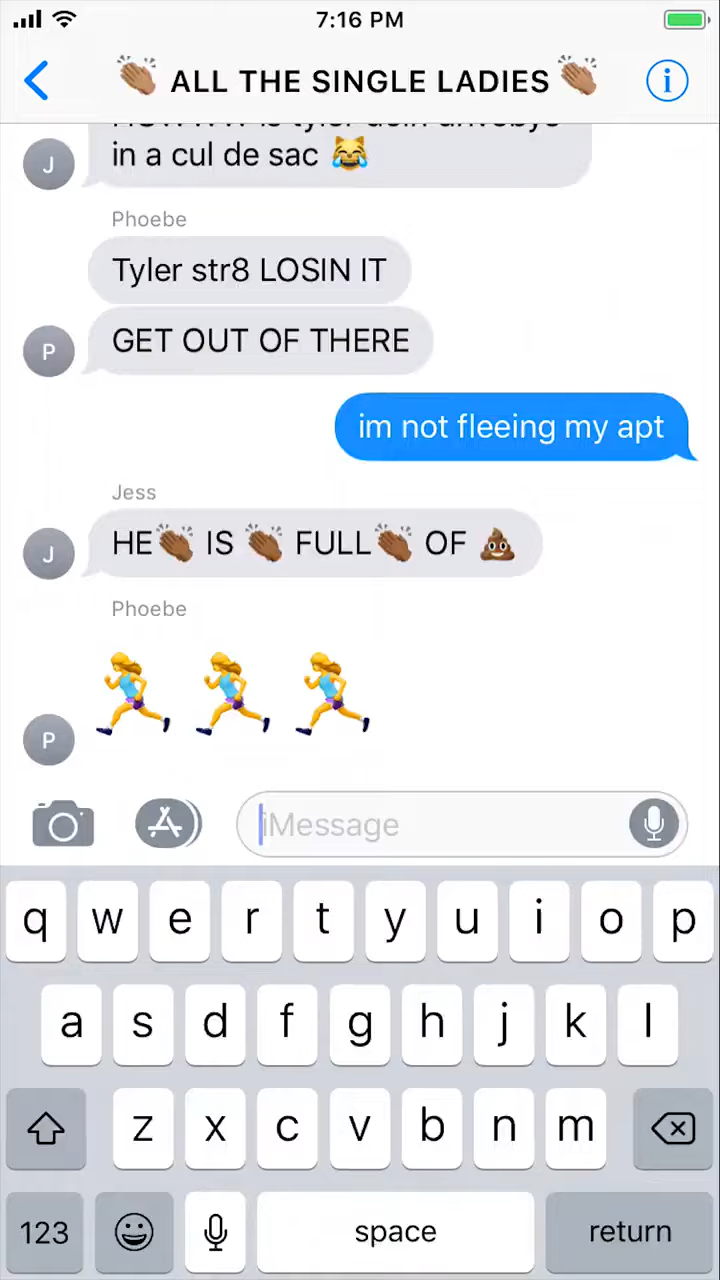 7:16 PM
👏🏽 ALL THE SINGLE LADIES 👏🏽
in a cul de sac 😹
J
Phoebe
Tyler str8 LOSIN IT
GET OUT OF THERE
P
im not fleeing my apt
Jess
HE👏🏾 IS 👏🏾 FULL👏🏾 OF 💩
J
Phoebe
🏃‍♀️ 🏃‍♀️ 🏃‍♀️
P
iMessage
q w e r t y u i o p
a s d f g h j k l
z x c v b n m
123 space return